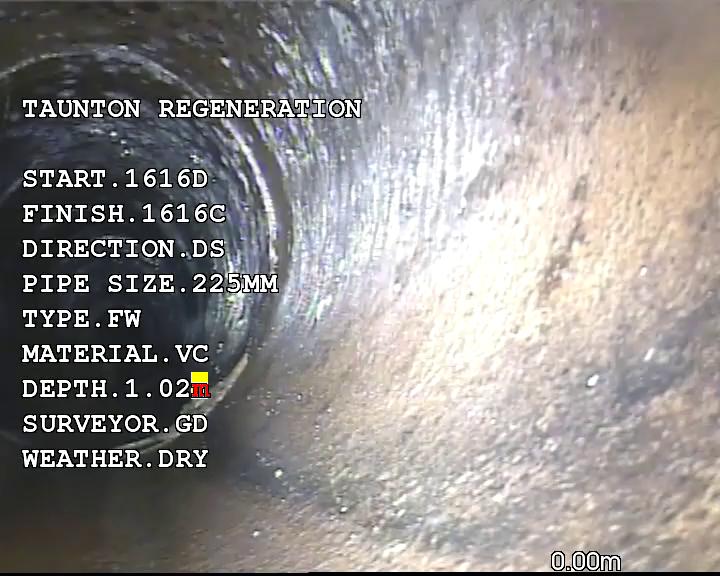 TAUNTON REGENERATION
START.1616D
FINISH.1616C
DIRECTION.DS
PIPE SIZE.225MM
TYPE.FW
MATERIAL.VC
DEPTH.1.02m
SURVEYOR.GD
WEATHER.DRY
0.00m